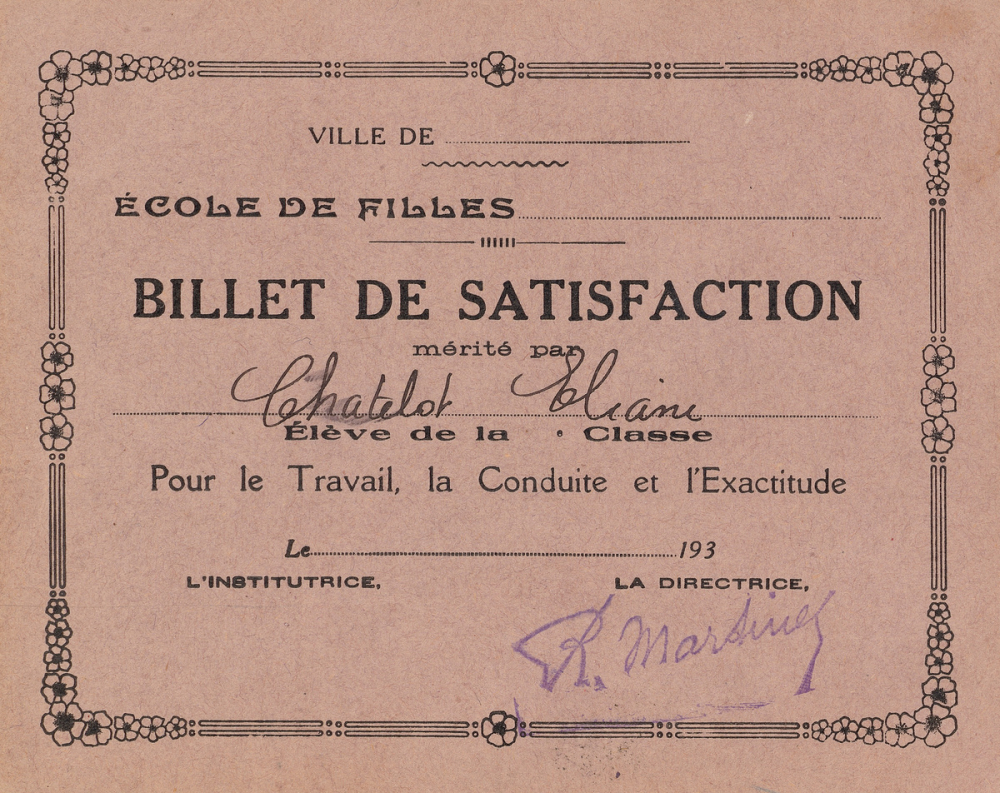 VILLE DE
ÉCOLE DE FILLES
BILLET DE SATISFACTION
mérité par
Chatelot Eliane
Élève de la Classe
Pour le Travail, la Conduite et l'Exactitude
Le 193
L'INSTITUTRICE, LA DIRECTRICE,
R. Martinez